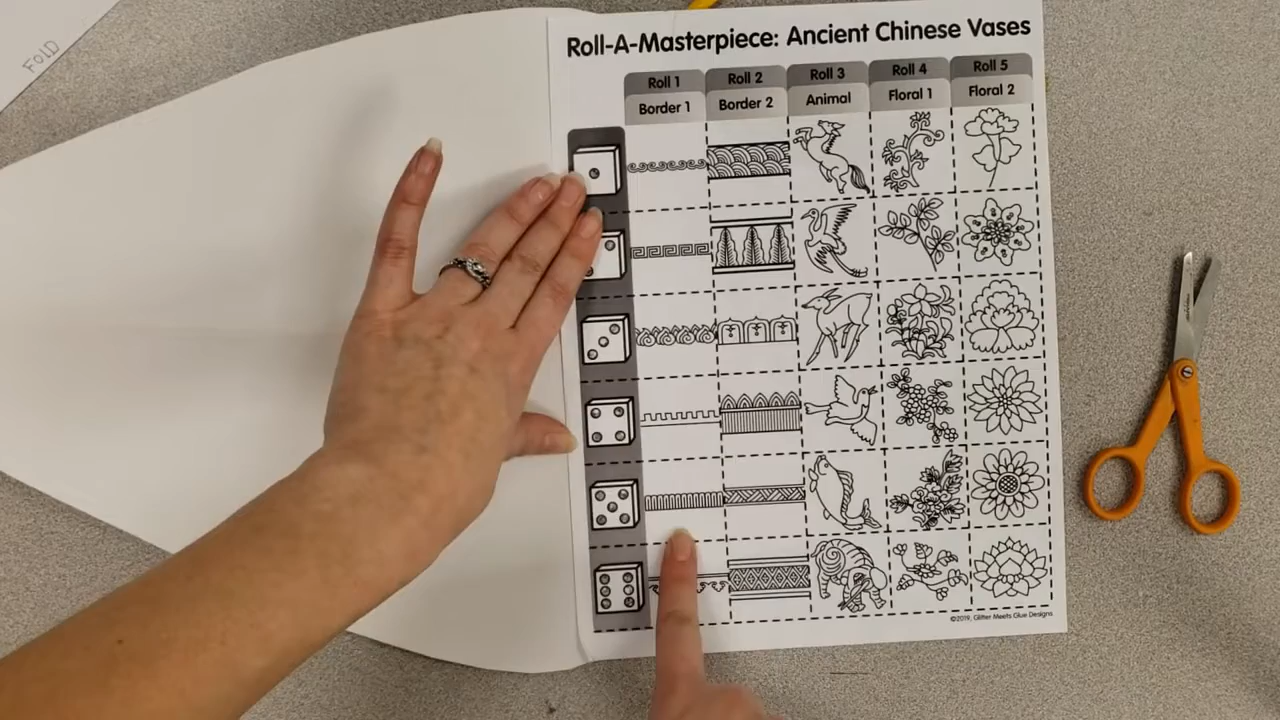 FOLD
Roll-A-Masterpiece: Ancient Chinese Vases
Roll 1 Roll 2 Roll 3 Roll 4 Roll 5
Border 1 Border 2 Animal Floral 1 Floral 2
©2019, Glitter Meets Glue Designs